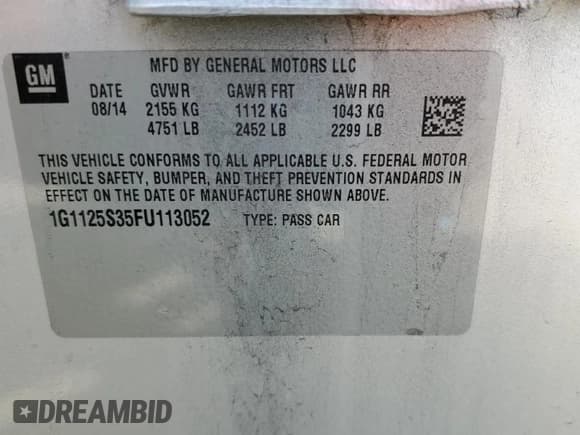 GM
MFD BY GENERAL MOTORS LLC
DATE GVWR GAWR FRT GAWR RR
08/14 2155 KG 1112 KG 1043 KG
4751 LB 2452 LB 2299 LB
THIS VEHICLE CONFORMS TO ALL APPLICABLE U.S. FEDERAL MOTOR
VEHICLE SAFETY, BUMPER, AND THEFT PREVENTION STANDARDS IN
EFFECT ON THE DATE OF MANUFACTURE SHOWN ABOVE.
1G1125S35FU113052 TYPE: PASS CAR
DREAMBID